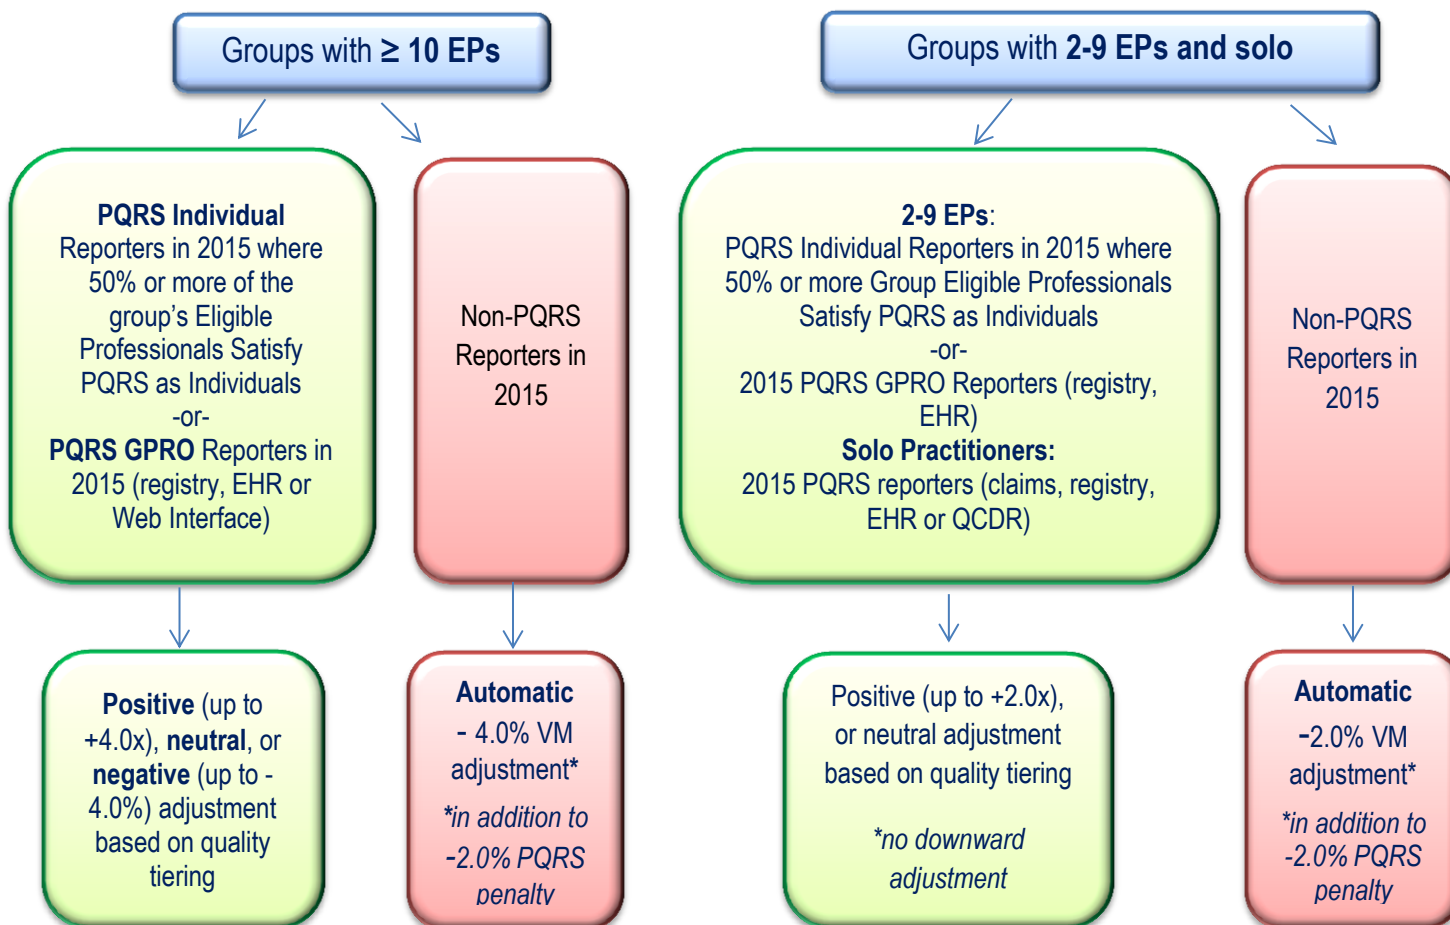 Groups with ≥ 10 EPs
Groups with 2-9 EPs and solo
PQRS Individual
Reporters in 2015 where
50% or more of the
group's Eligible
Professionals Satisfy
PQRS as Individuals
-or-
PQRS GPRO Reporters in
2015 (registry, EHR or
Web Interface)
Non-PQRS
Reporters in
2015
2-9 EPs:
PQRS Individual Reporters in 2015 where
50% or more Group Eligible Professionals
Satisfy PQRS as Individuals
-or-
2015 PQRS GPRO Reporters (registry,
EHR)
Solo Practitioners:
2015 PQRS reporters (claims, registry,
EHR or QCDR)
Non-PQRS
Reporters in
2015
Positive (up to
+4.0x), neutral, or
negative (up to -
4.0%) adjustment
based on quality
tiering
Automatic
- 4.0% VM
adjustment*
*in addition to
-2.0% PQRS
penalty
Positive (up to +2.0x),
or neutral adjustment
based on quality tiering
*no downward
adjustment
Automatic
-2.0% VM
adjustment*
*in addition to
-2.0% PQRS
penalty